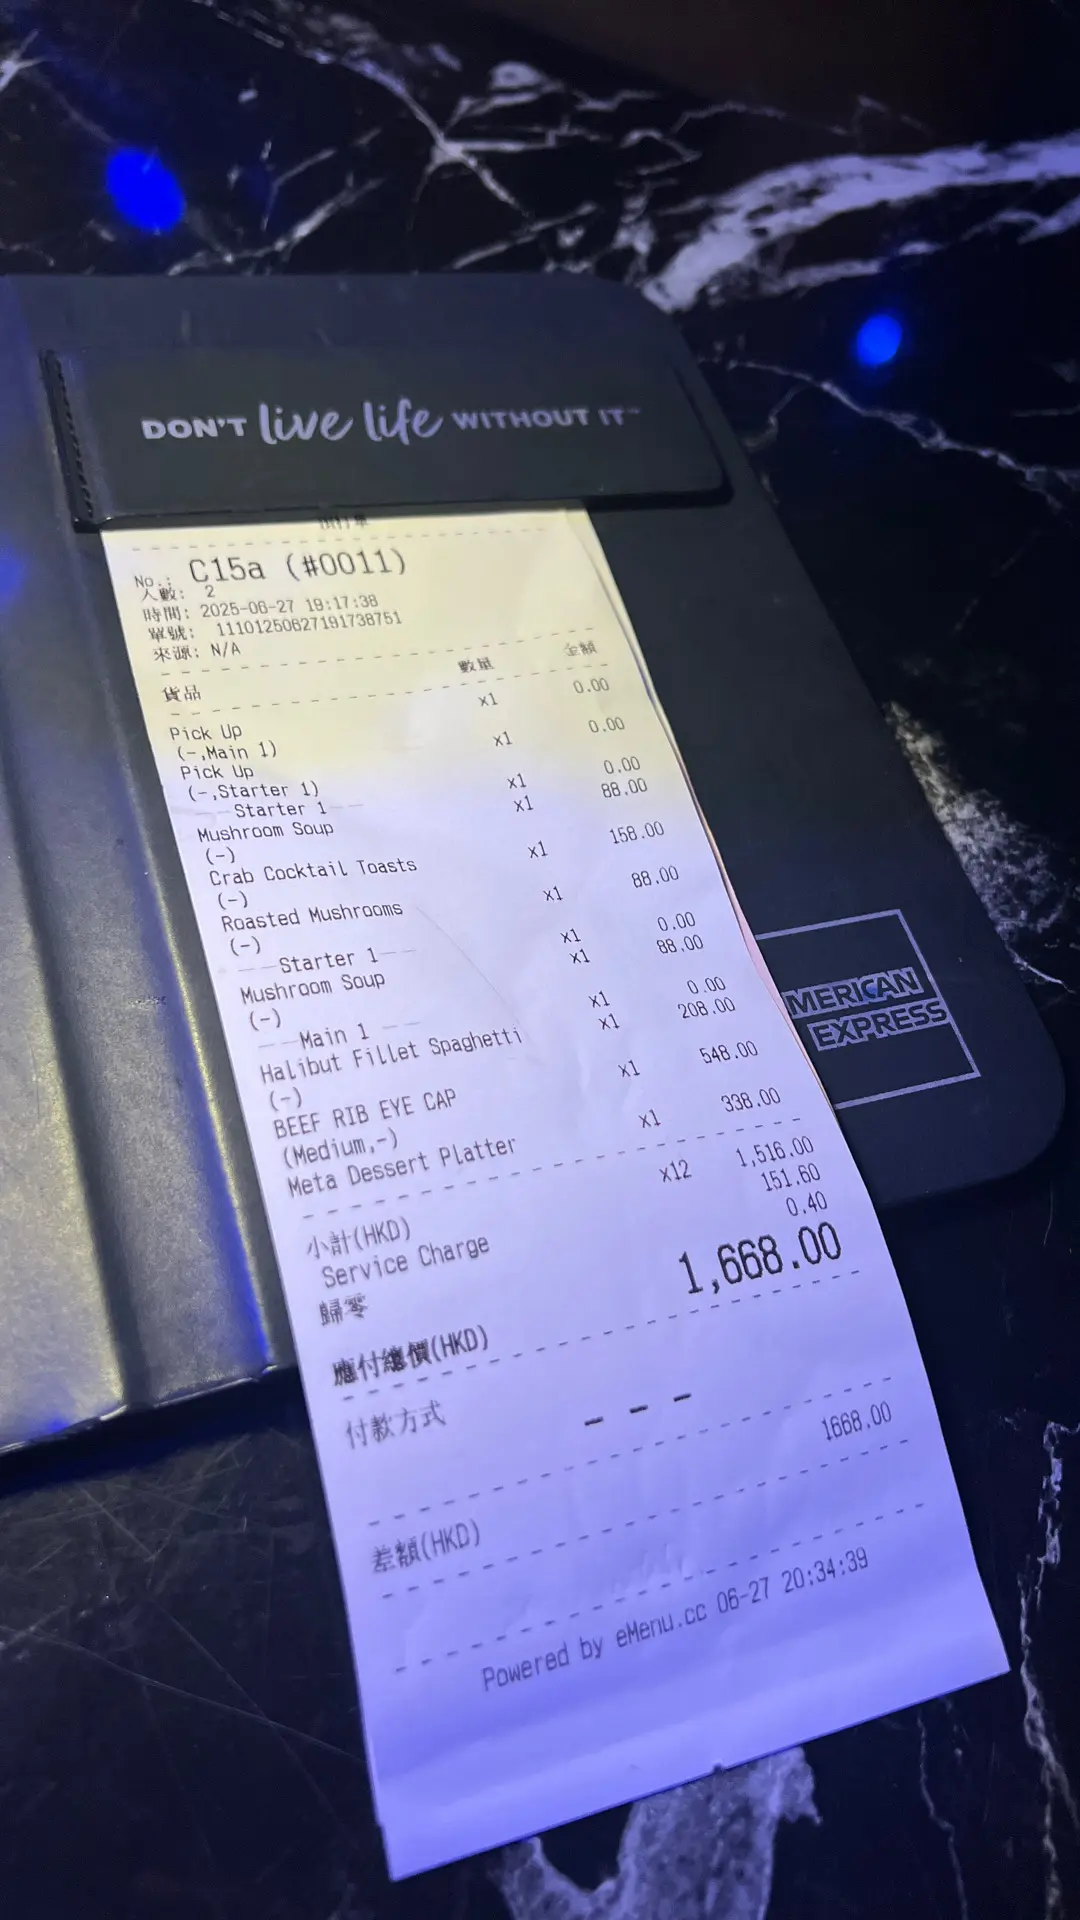 DON'T live life WITHOUT IT™
No.: C15a (#0011)
人數: 2
時間: 2025-06-27 19:17:38
單號: 11101250627191738751
來源: N/A
貨品 數量 金額
Pick Up x1 0.00
(-,Main 1)
Pick Up x1 0.00
(-,Starter 1)
Starter 1 x1 0.00
Mushroom Soup x1 88.00
(-)
Crab Cocktail Toasts x1 158.00
(-)
Roasted Mushrooms x1 88.00
(-)
Starter 1 x1 0.00
Mushroom Soup x1 88.00
(-)
Main 1 x1 0.00
Halibut Fillet Spaghetti x1 208.00
(-)
BEEF RIB EYE CAP x1 548.00
(Medium,-)
Meta Dessert Platter x1 338.00
小計(HKD) x12 1,516.00
Service Charge 151.60
歸零 0.40
應付總價(HKD) 1,668.00
付款方式
- - -
差額(HKD) 1668.00
Powered by eMenu.cc 06-27 20:34:39
MERICAN
EXPRESS